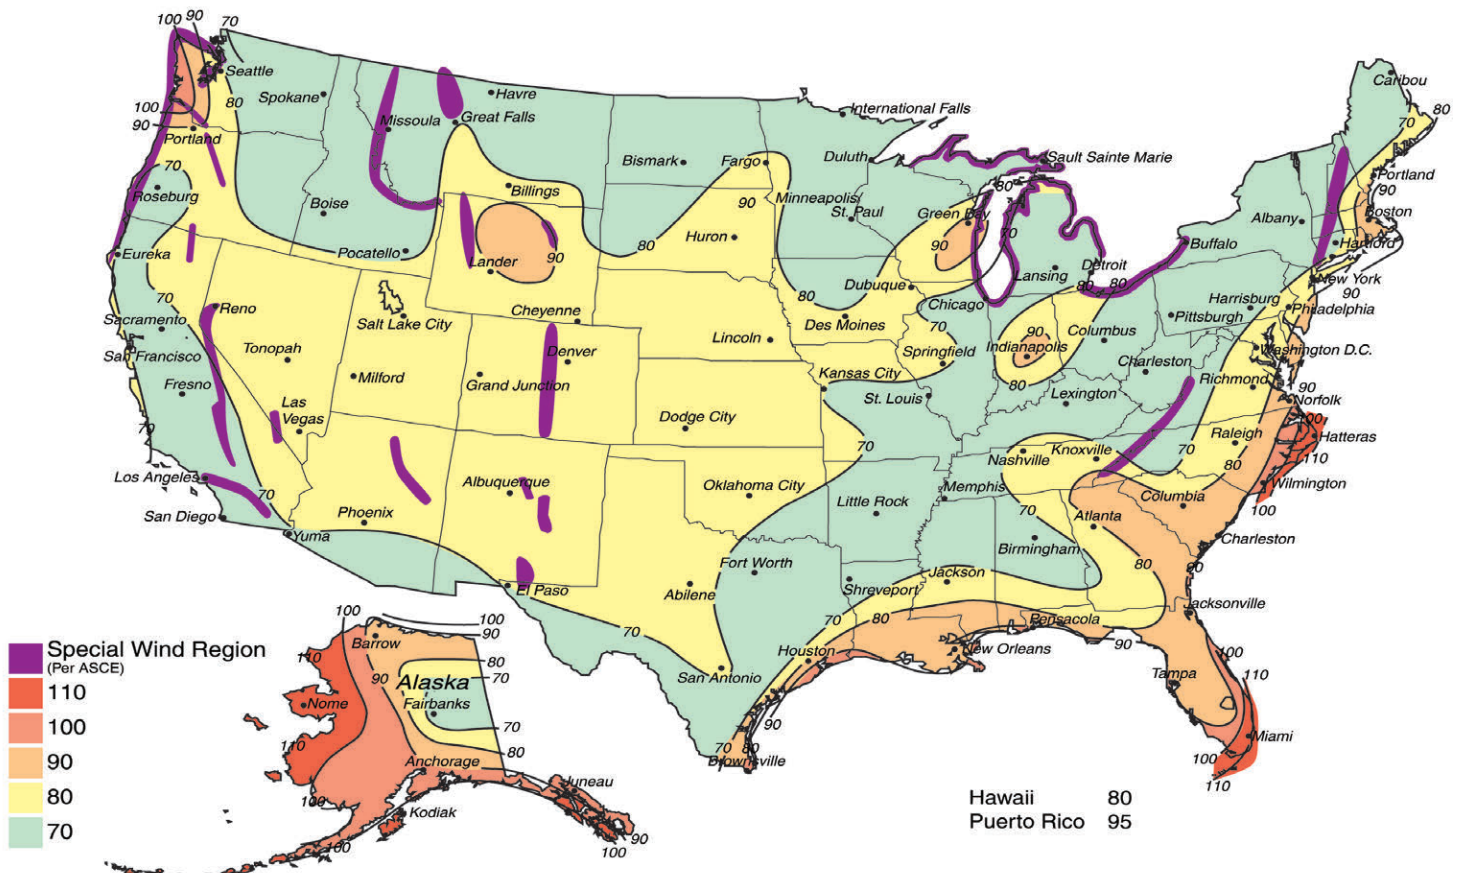 100 90 70
Seattle
Spokane
Havre
100
80
90
Portland
Missoula
Great Falls
International Falls
Caribou
70
80
Bismark
Fargo
Duluth
Sault Sainte Marie
70
Roseburg
Boise
Billings
90
Minneapolis/
St. Paul
80
Green Bay
Portland
90
Boston
Albany
Huron
80
90
70
Hartford
Buffalo
Eureka
Pocatello
Lander
90
Lansing
Detroit
80
80
New York
90
70
Reno
Cheyenne
Dubuque
80
Chicago
Harrisburg
Philadelphia
Sacramento
Salt Lake City
Des Moines
70
90
Columbus
Pittsburgh
San Francisco
Tonopah
Denver
Lincoln
Springfield
Indianapolis
Washington D.C.
Fresno
Milford
Grand Junction
Kansas City
80
Charleston
Richmond
90
Las
Vegas
St. Louis
Lexington
Norfolk
70
Dodge City
100
Hatteras
70
Nashville
Knoxville
70
Raleigh
80
110
Los Angeles
70
Albuquerque
Oklahoma City
Memphis
Wilmington
San Diego
Phoenix
Little Rock
70
Columbia
100
Yuma
Atlanta
Birmingham
Charleston
El Paso
Fort Worth
Abilene
Shreveport
Jackson
80
90
Jacksonville
70
70
80
Pensacola
90
San Antonio
Houston
New Orleans
100
Tampa
110
90
70 80
Brownsville
Miami
100
110
Special Wind Region
(Per ASCE)
110
100
90
80
70
100
100
90
Barrow
110
80
70
90
Alaska
Nome
Fairbanks
70
110
80
Anchorage
100
Juneau
Kodiak
90
100
100
Hawaii 80
Puerto Rico 95